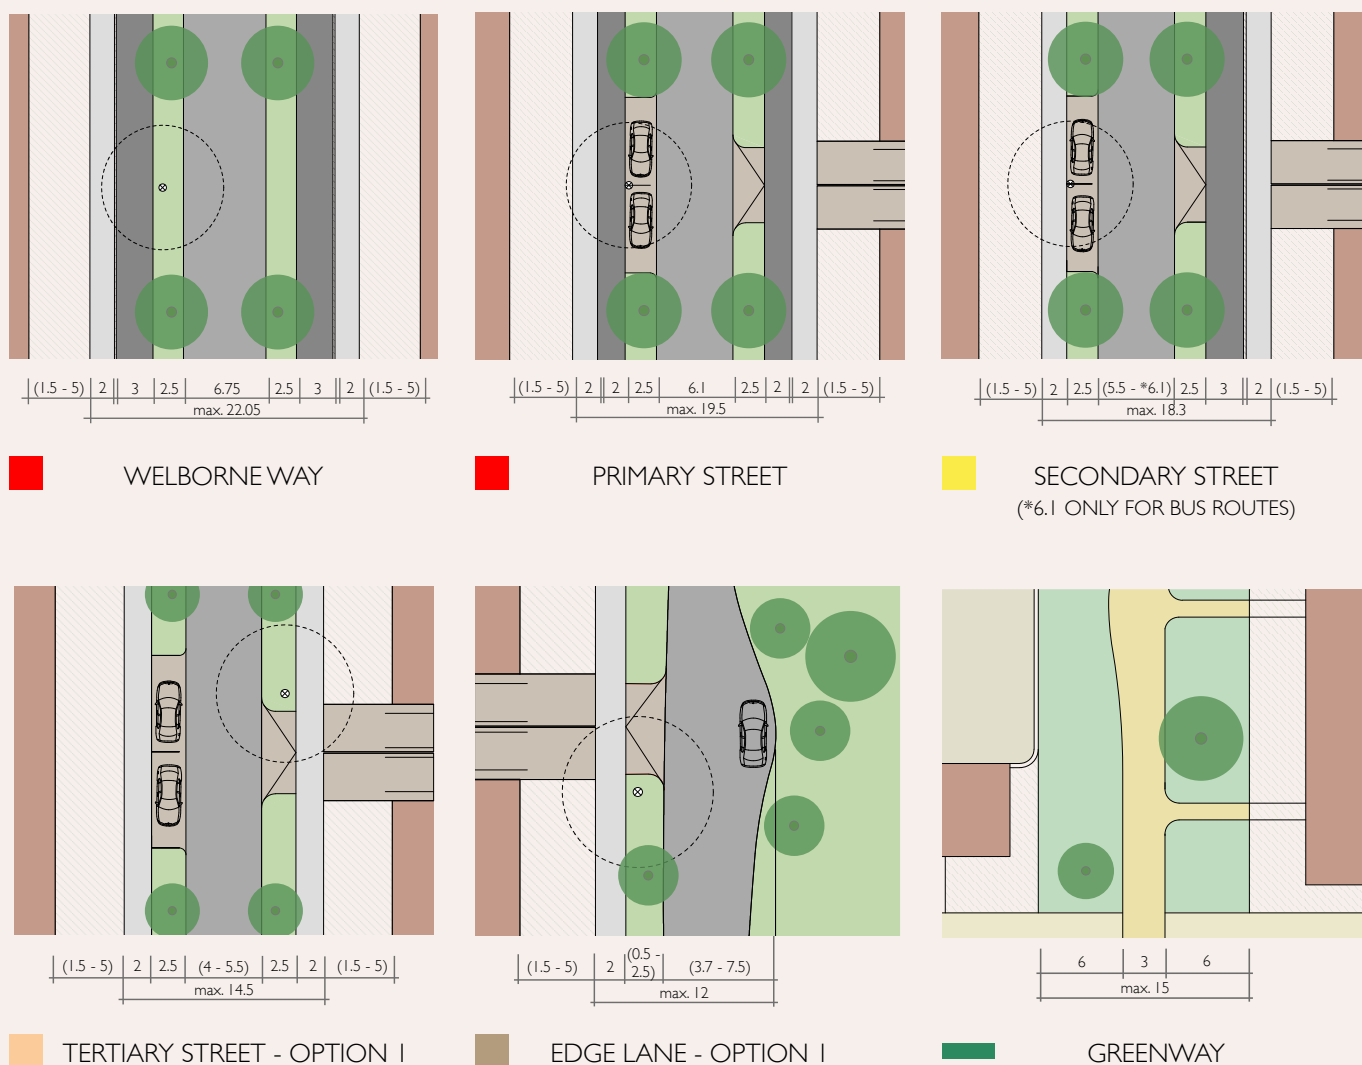 (1.5 - 5) 2 3 2.5 6.75 2.5 3 2 (1.5 - 5)
max. 22.05
WELBORNE WAY
(1.5 - 5) 2 2 2.5 6.1 2.5 2 2 (1.5 - 5)
max. 19.5
PRIMARY STREET
(1.5 - 5) 2 2.5 (5.5 - *6.1) 2.5 3 2 (1.5 - 5)
max. 18.3
SECONDARY STREET
(*6.1 ONLY FOR BUS ROUTES)
(1.5 - 5) 2 2.5 (4 - 5.5) 2.5 2 (1.5 - 5)
max. 14.5
TERTIARY STREET - OPTION 1
(0.5 -
(1.5 - 5) 2 2.5) (3.7 - 7.5)
max. 12
EDGE LANE - OPTION 1
6 3 6
max. 15
GREENWAY